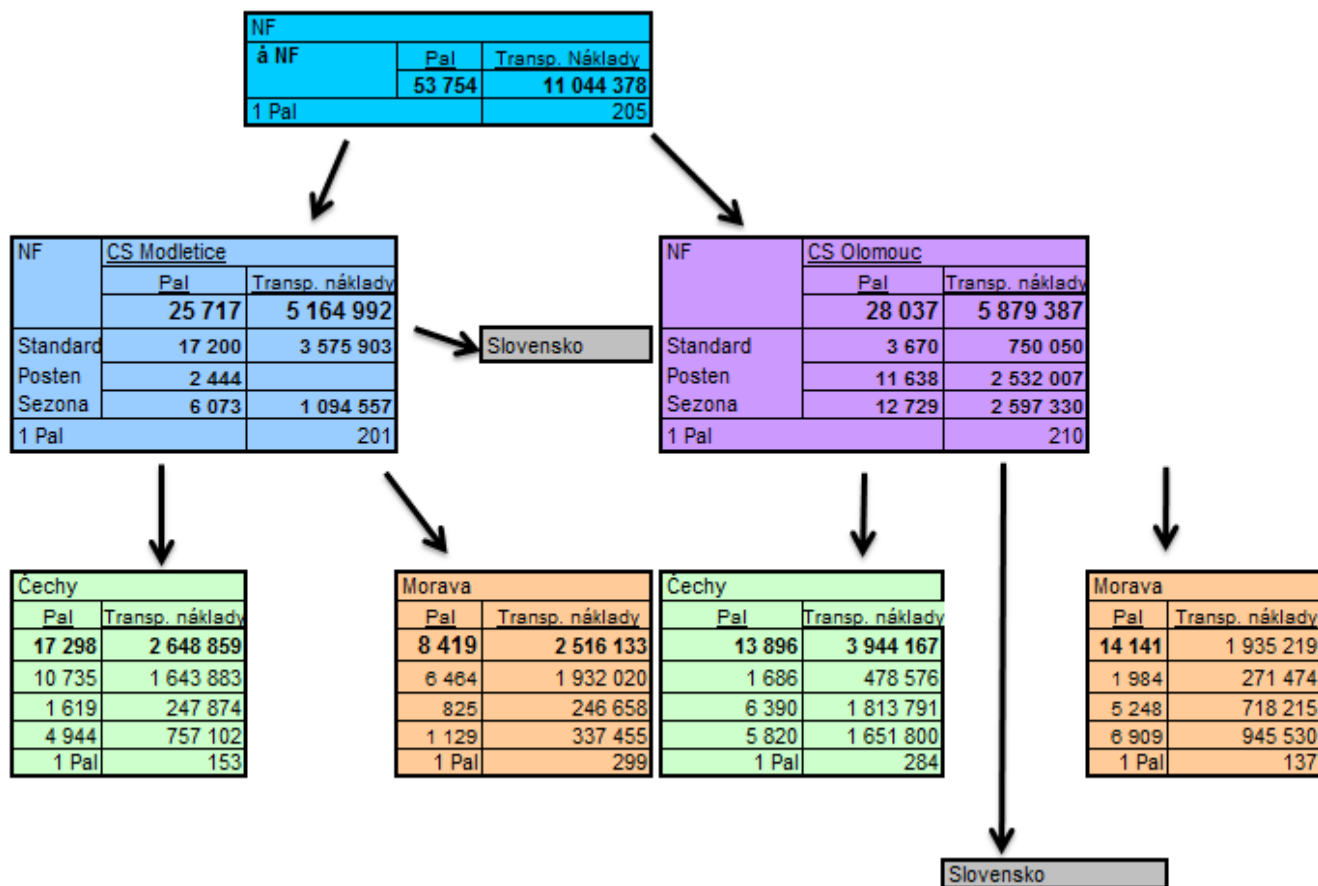 NF
å NF Pal Transp. Náklady
53 754 11 044 378
1 Pal 205
NF CS Modletice
Pal Transp. náklady
25 717 5 164 992
Standard 17 200 3 575 903
Posten 2 444
Sezona 6 073 1 094 557
1 Pal 201
Slovensko
NF CS Olomouc
Pal Transp. náklady
28 037 5 879 387
Standard 3 670 750 050
Posten 11 638 2 532 007
Sezona 12 729 2 597 330
1 Pal 210
Čechy
Pal Transp. náklady
17 298 2 648 859
10 735 1 643 883
1 619 247 874
4 944 757 102
1 Pal 153
Morava
Pal Transp. náklady
8 419 2 516 133
6 464 1 932 020
825 246 658
1 129 337 455
1 Pal 299
Čechy
Pal Transp. náklady
13 896 3 944 167
1 686 478 576
6 390 1 813 791
5 820 1 651 800
1 Pal 284
Morava
Pal Transp. náklady
14 141 1 935 219
1 984 271 474
5 248 718 215
6 909 945 530
1 Pal 137
Slovensko